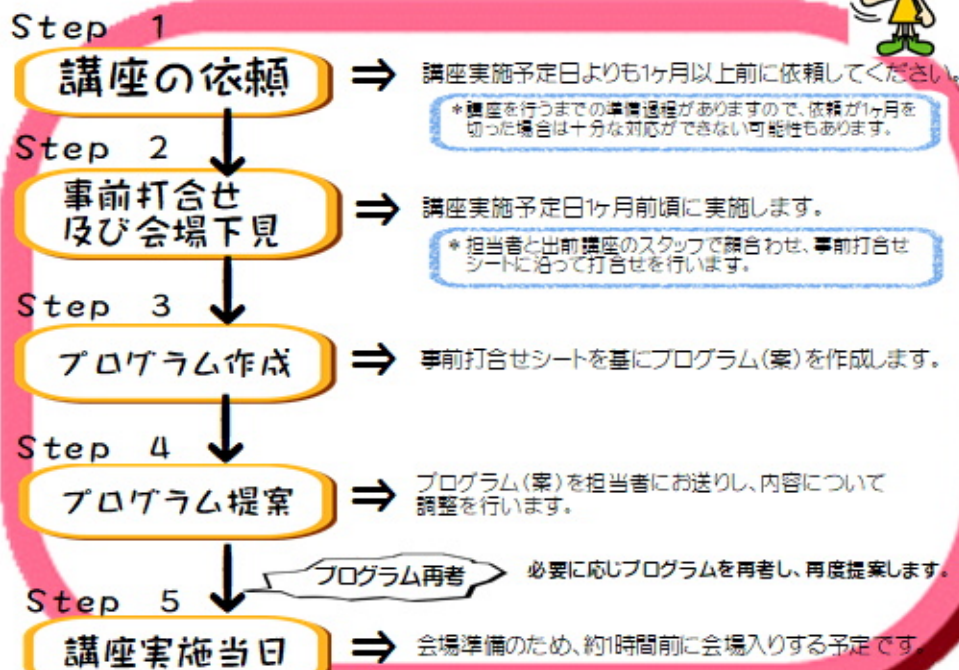 Step 1
講座の依頼
⇒ 講座実施予定日よりも1ヶ月以上前に依頼してください。
*講座を行うまでの準備過程がありますので、依頼が1ヶ月を
切った場合は十分な対応ができない可能性もあります。
Step 2
事前打合せ
及び会場下見
⇒ 講座実施予定日1ヶ月前頃に実施します。
*担当者と出前講座のスタッフで顔合わせ、事前打合せ
シートに沿って打合せを行います。
Step 3
プログラム作成
⇒ 事前打合せシートを基にプログラム(案)を作成します。
Step 4
プログラム提案
⇒ プログラム(案)を担当者にお送りし、内容について
調整を行います。
プログラム再考
必要に応じプログラムを再考し、再度提案します。
Step 5
講座実施当日
⇒ 会場準備のため、約1時間前に会場入りする予定です。